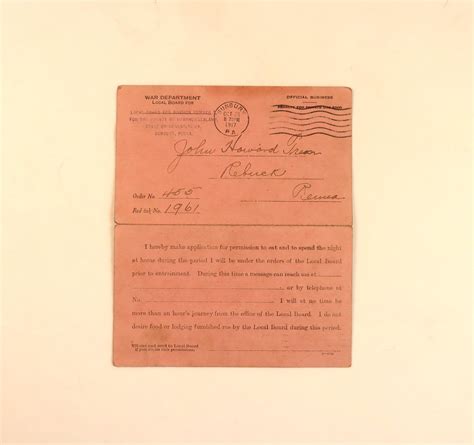 WAR DEPARTMENT
LOCAL BOARD FOR
OFFICIAL BUSINESS
SUNBURY
OCT
1917
PA.
John Howard
Rebuck
Penna
Order No. 455
Red Ink No. 1961
I hereby make application for permission to eat and to spend the night
at home during the period I will be under the orders of the Local Board
prior to entrainment. During this time a message can reach me at
or by telephone at
No. I will at no time be
more than an hour's journey from the office of the Local Board. I do not
desire food or lodging furnished me by the Local Board during this period.